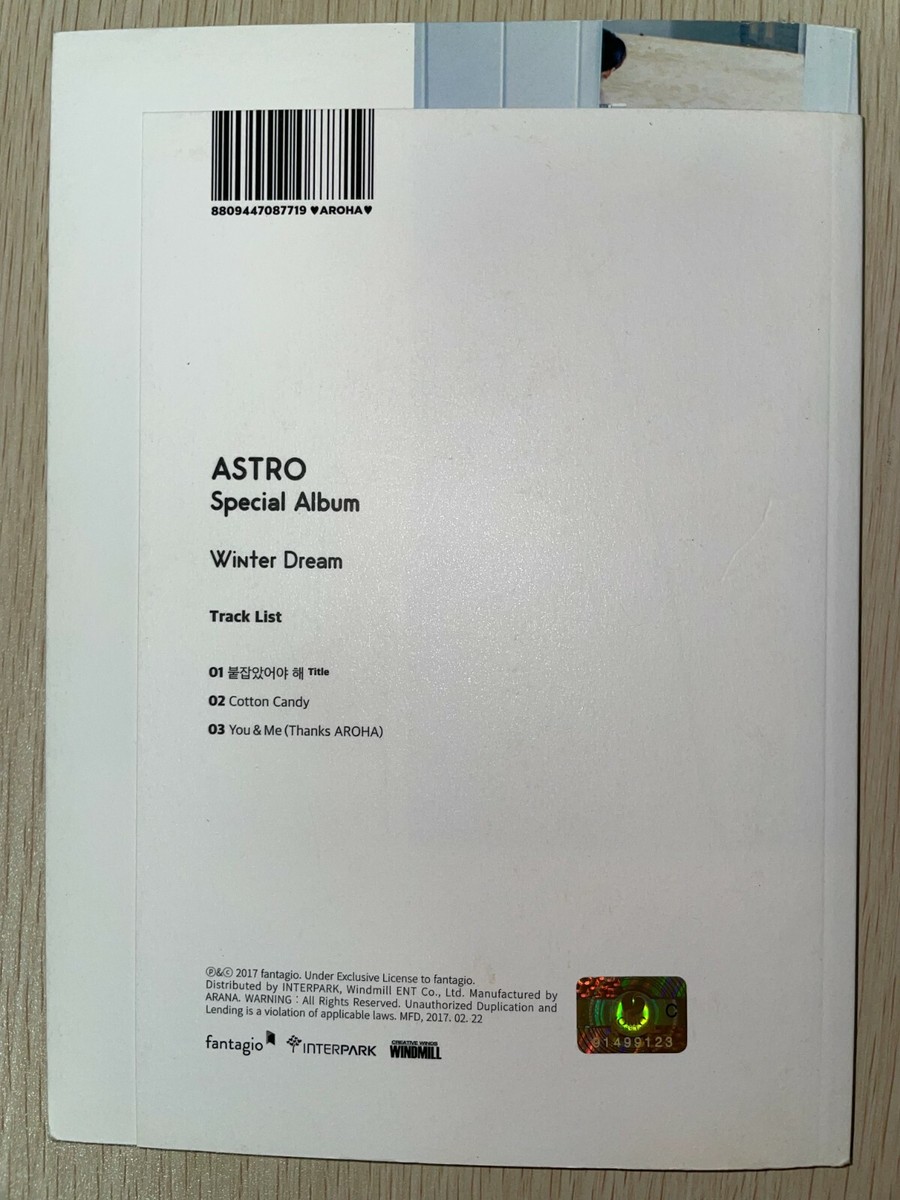 8809447087719 ♥AROHA♥
ASTRO
Special Album
Winter Dream
Track List
01 붙잡았어야 해 Title
02 Cotton Candy
03 You & Me (Thanks AROHA)
℗&© 2017 fantagio. Under Exclusive License to fantagio.
Distributed by INTERPARK, Windmill ENT Co., Ltd. Manufactured by
ARANA. WARNING : All Rights Reserved. Unauthorized Duplication and
Lending is a violation of applicable laws. MFD, 2017. 02. 22
fantagio INTERPARK CREATIVE WINGS WINDMILL
C
91499123